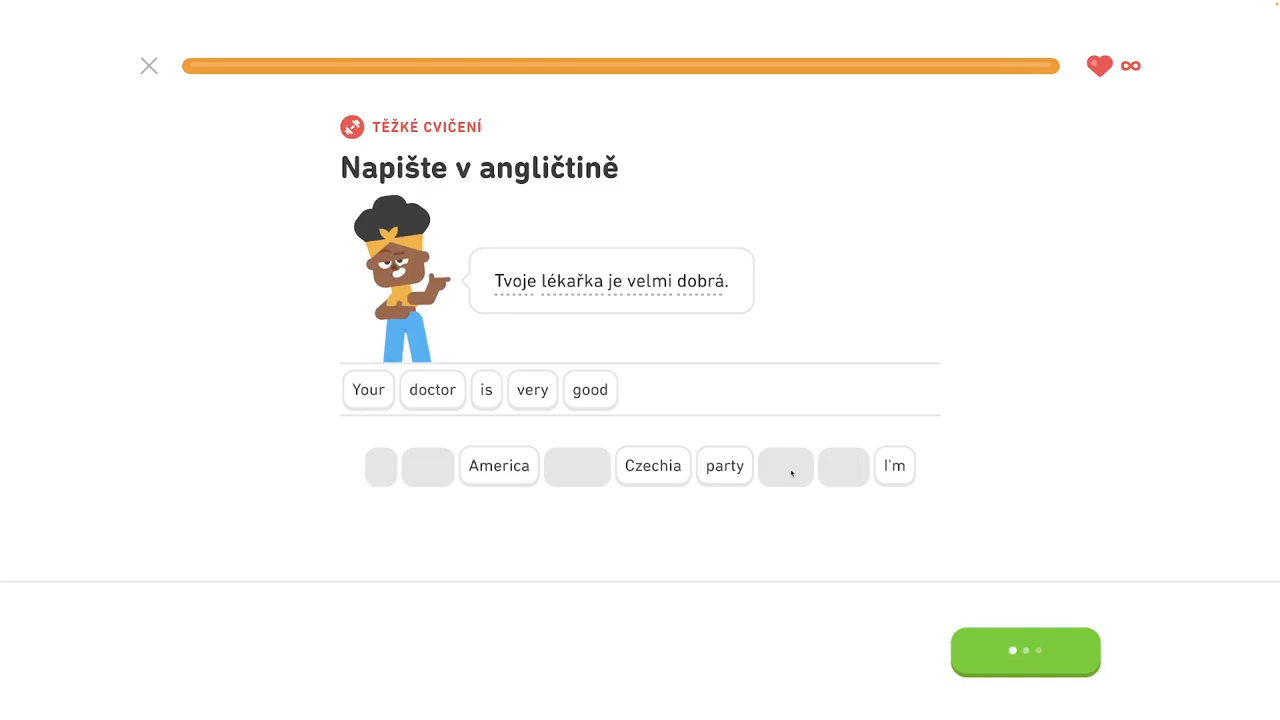 TĚŽKÉ CVIČENÍ
Napište v angličtině
Tvoje lékařka je velmi dobrá.
Your doctor is very good
America Czechia party I'm